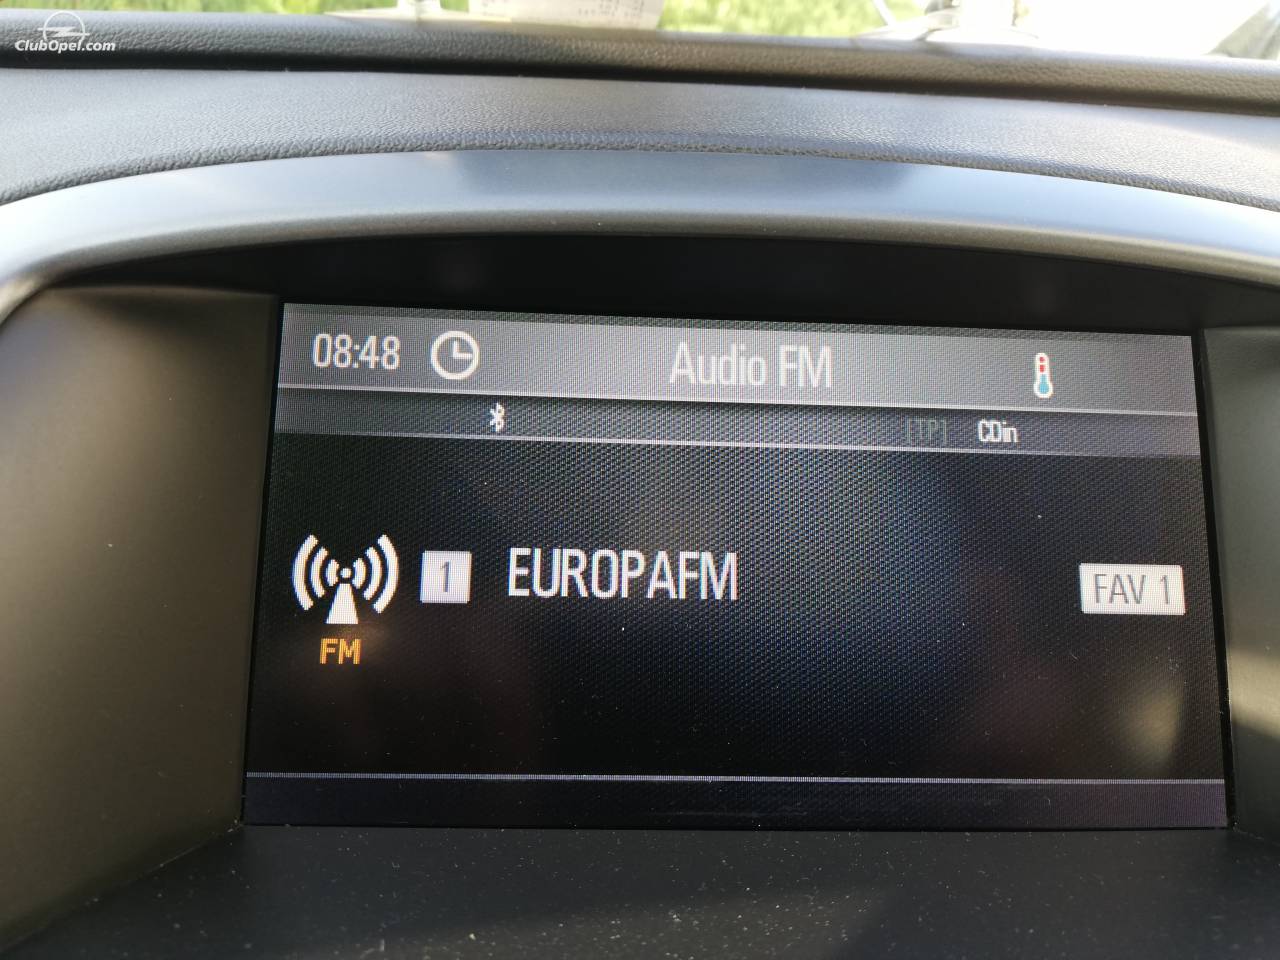 ClubOpel.com
08:48 Audio FM
[TP] CDin
1 EUROPAFM FAV 1
FM